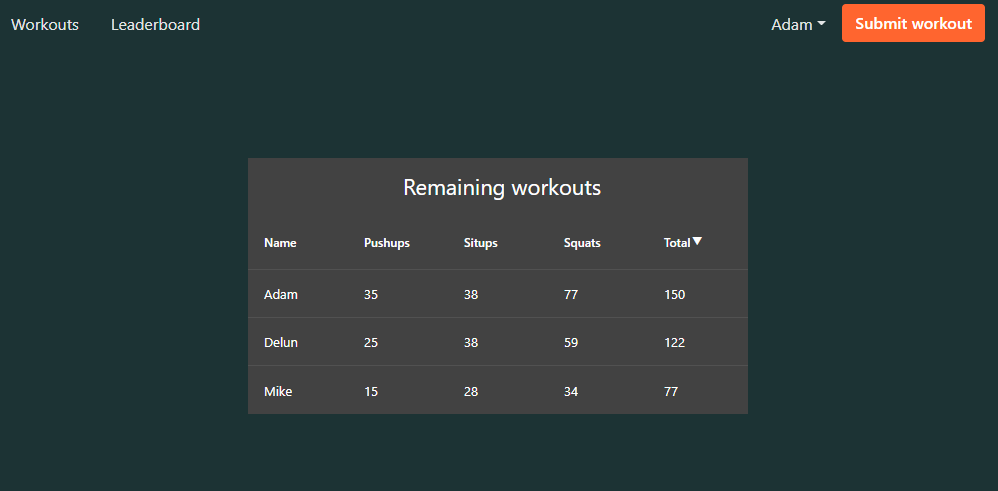 Workouts Leaderboard Adam Submit workout
Remaining workouts
Name Pushups Situps Squats Total▼
Adam 35 38 77 150
Delun 25 38 59 122
Mike 15 28 34 77